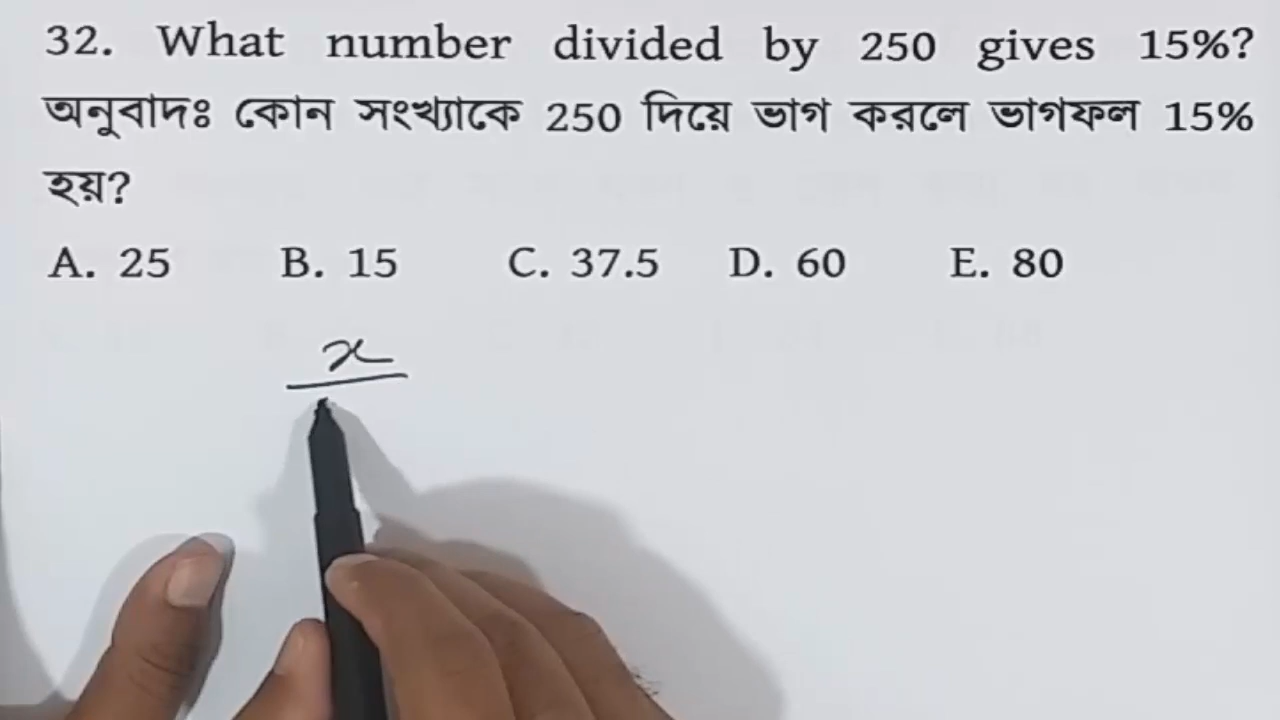 32. What number divided by 250 gives 15%?
অনুবাদঃ কোন সংখ্যাকে 250 দিয়ে ভাগ করলে ভাগফল 15%
হয়?
A. 25 B. 15 C. 37.5 D. 60 E. 80
x